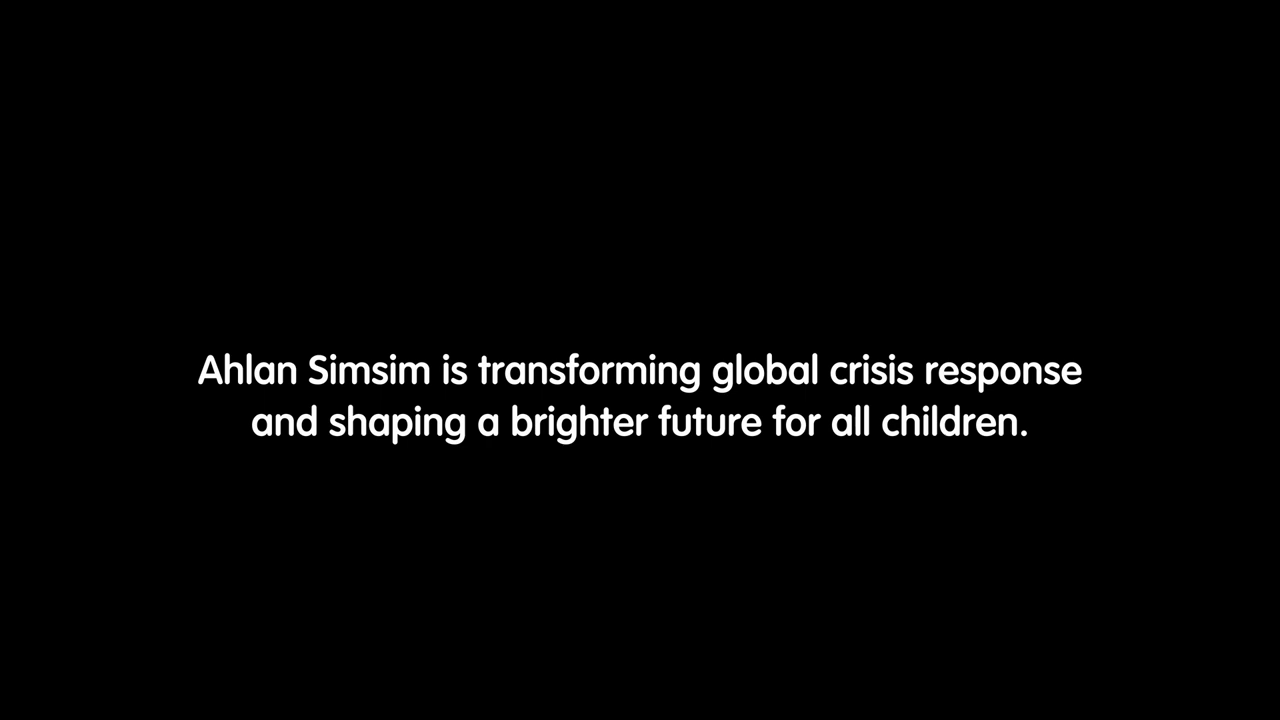 Ahlan Simsim is transforming global crisis response
and shaping a brighter future for all children.